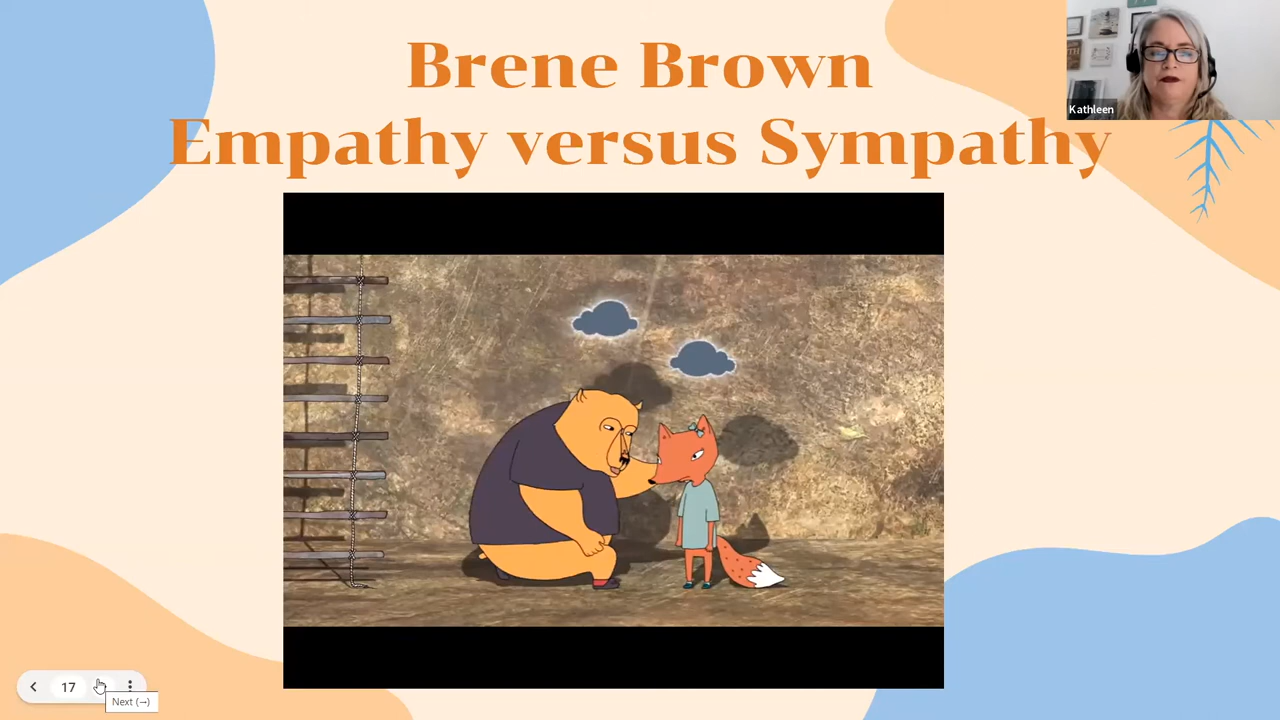 Brene Brown
Empathy versus Sympathy
Kathleen
17
Next (→)